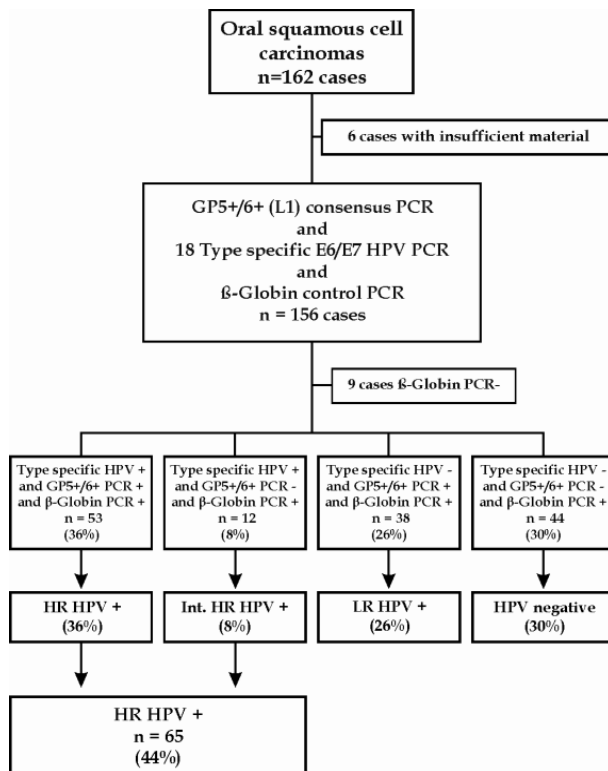 Oral squamous cell
carcinomas
n=162 cases
6 cases with insufficient material
GP5+/6+ (L1) consensus PCR
and
18 Type specific E6/E7 HPV PCR
and
ß-Globin control PCR
n = 156 cases
9 cases ß-Globin PCR-
Type specific HPV +
and GP5+/6+ PCR +
and β-Globin PCR +
n = 53
(36%)
Type specific HPV +
and GP5+/6+ PCR -
and β-Globin PCR +
n = 12
(8%)
Type specific HPV -
and GP5+/6+ PCR +
and β-Globin PCR +
n = 38
(26%)
Type specific HPV -
and GP5+/6+ PCR -
and β-Globin PCR +
n = 44
(30%)
HR HPV +
(36%)
Int. HR HPV +
(8%)
LR HPV +
(26%)
HPV negative
(30%)
HR HPV +
n = 65
(44%)